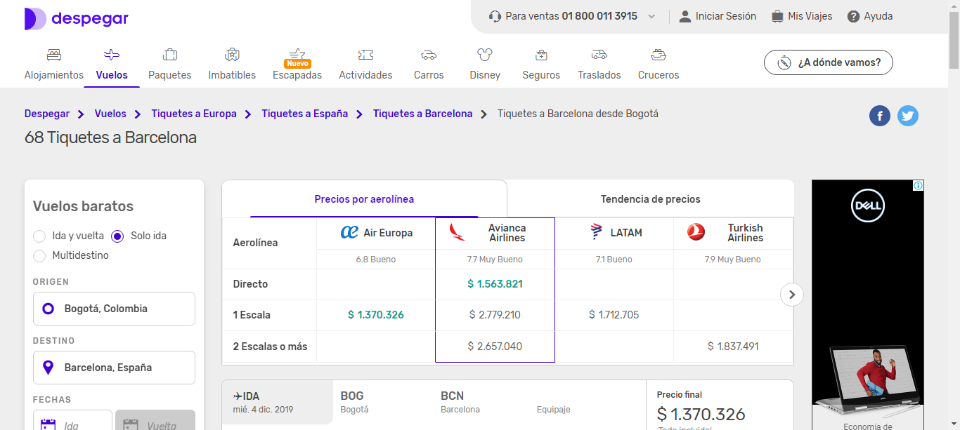 despegar
Para ventas 01 800 011 3915
Iniciar Sesión
Mis Viajes
Ayuda
Alojamientos
Vuelos
Paquetes
Imbatibles
Nuevo
Escapadas
Actividades
Carros
Disney
Seguros
Traslados
Cruceros
¿A dónde vamos?
Despegar
Vuelos
Tiquetes a Europa
Tiquetes a España
Tiquetes a Barcelona
Tiquetes a Barcelona desde Bogotá
68 Tiquetes a Barcelona
Vuelos baratos
Ida y vuelta
Solo ida
Multidestino
ORIGEN
Bogotá, Colombia
DESTINO
Barcelona, España
FECHAS
Ida
Vuelta
Precios por aerolínea
Tendencia de precios
Aerolínea
Air Europa
Avianca
Airlines
LATAM
Turkish
Airlines
6.8 Bueno
7.7 Muy Bueno
7.1 Bueno
7.9 Muy Bueno
Directo
$ 1.563.821
1 Escala
$ 1.370.326
$ 2.779.210
$ 1.712.705
2 Escalas o más
$ 2.657.040
$ 1.837.491
IDA
mié. 4 dic. 2019
BOG
Bogotá
BCN
Barcelona
Equipaje
Precio final
$ 1.370.326
Todo incluido!
DELL
Economia de